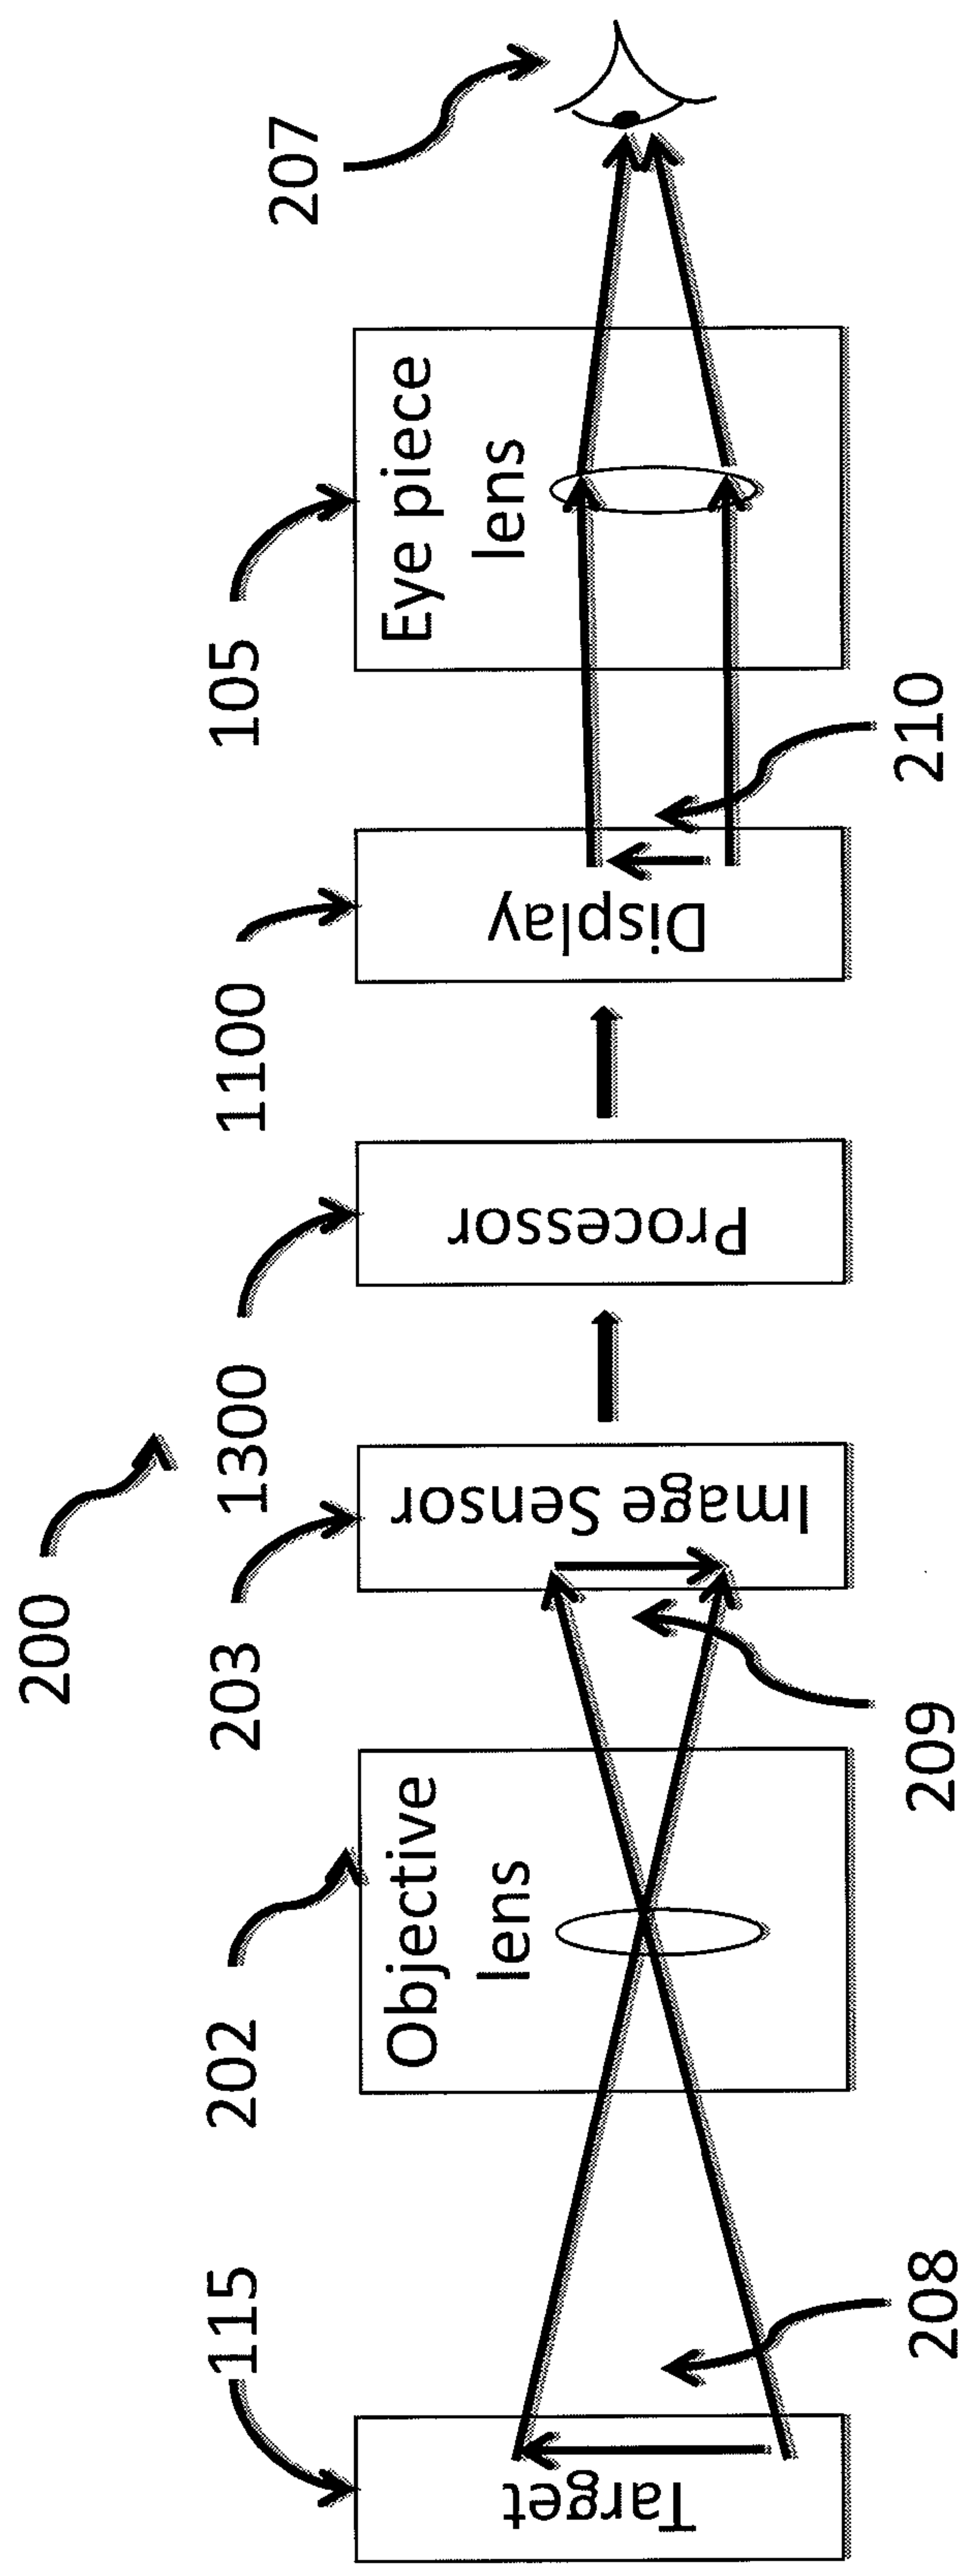 200
115
202
203
1300
1100
105
207
Target
Objective
lens
Image Sensor
Processor
Display
Eye piece
lens
208
209
210